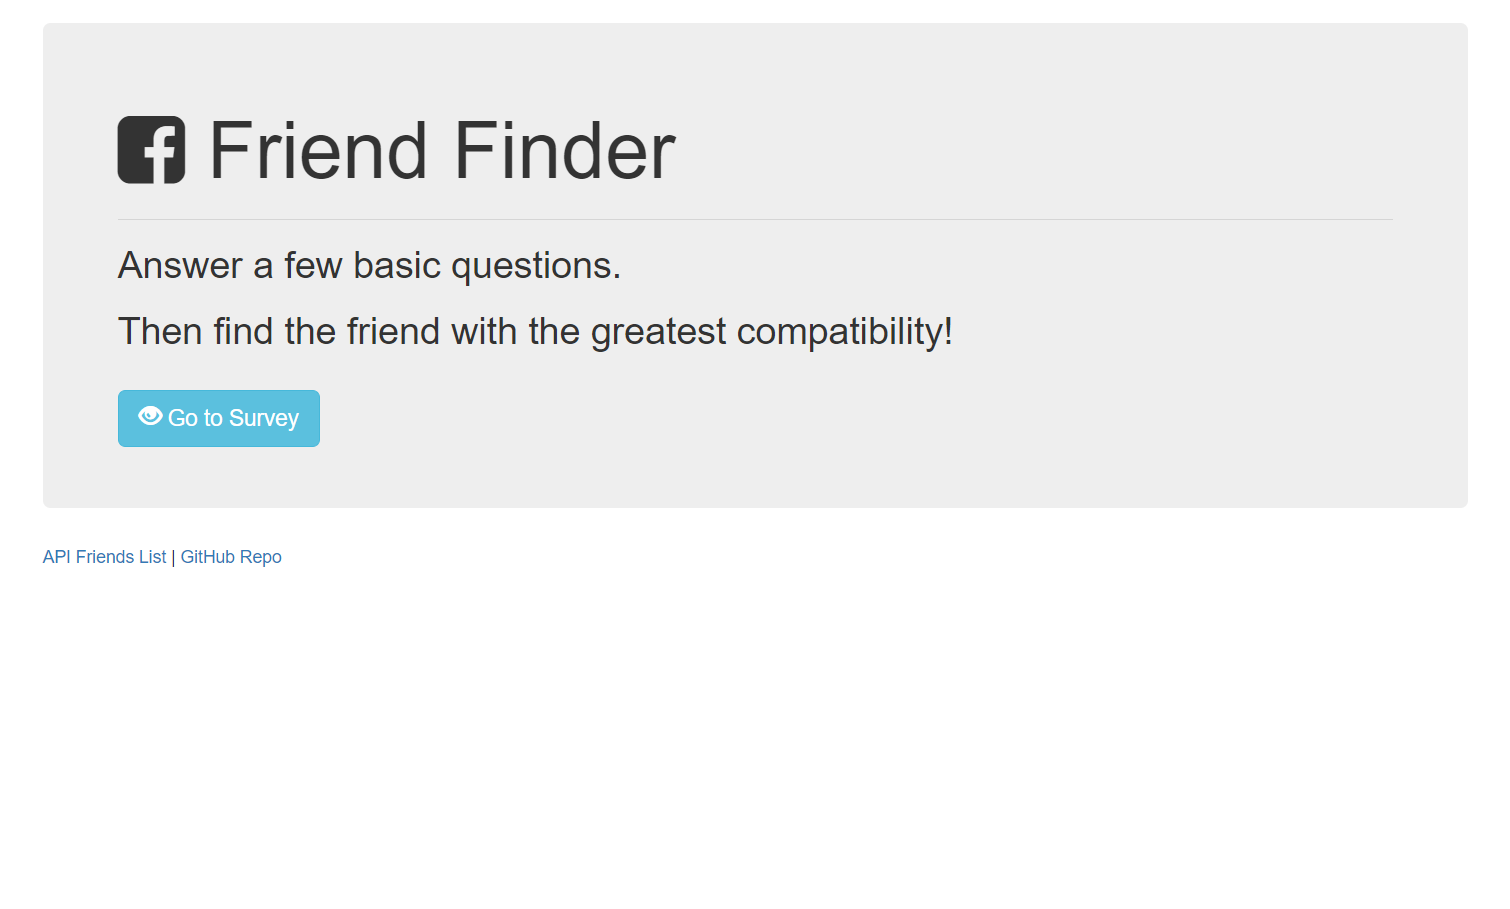 Friend Finder
Answer a few basic questions.
Then find the friend with the greatest compatibility!
Go to Survey
API Friends List | GitHub Repo